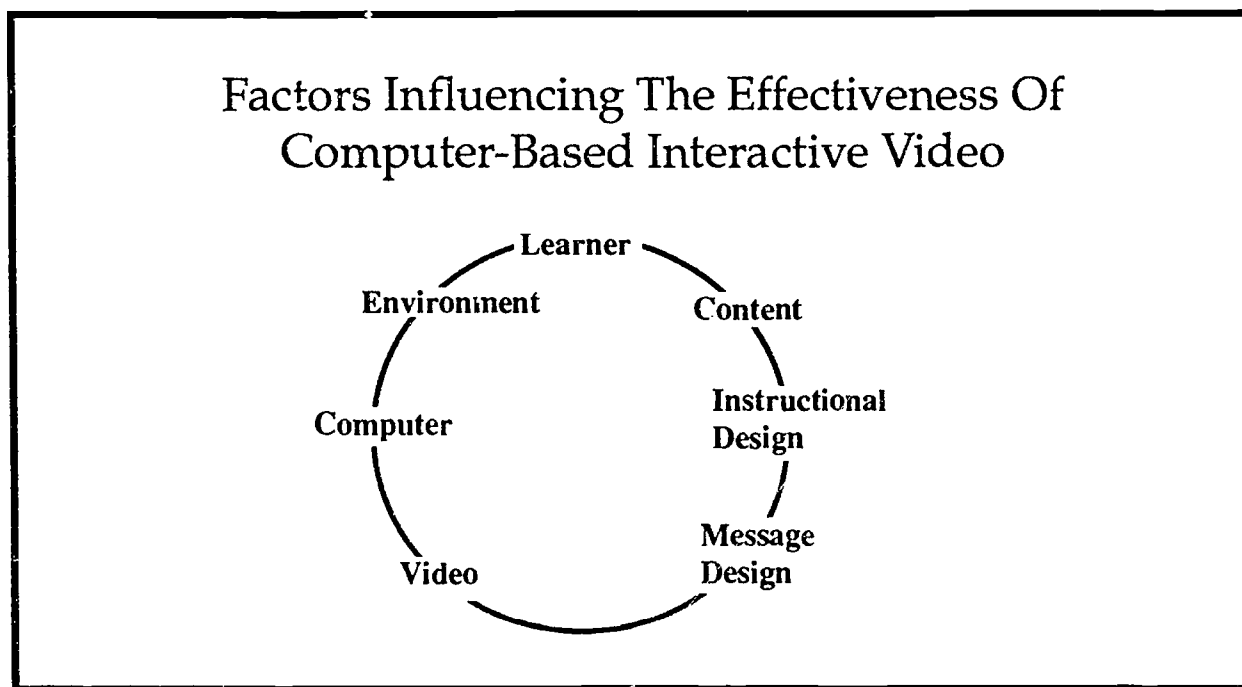 Factors Influencing The Effectiveness Of
Computer-Based Interactive Video
Learner
Environment
Content
Instructional
Design
Computer
Message
Design
Video